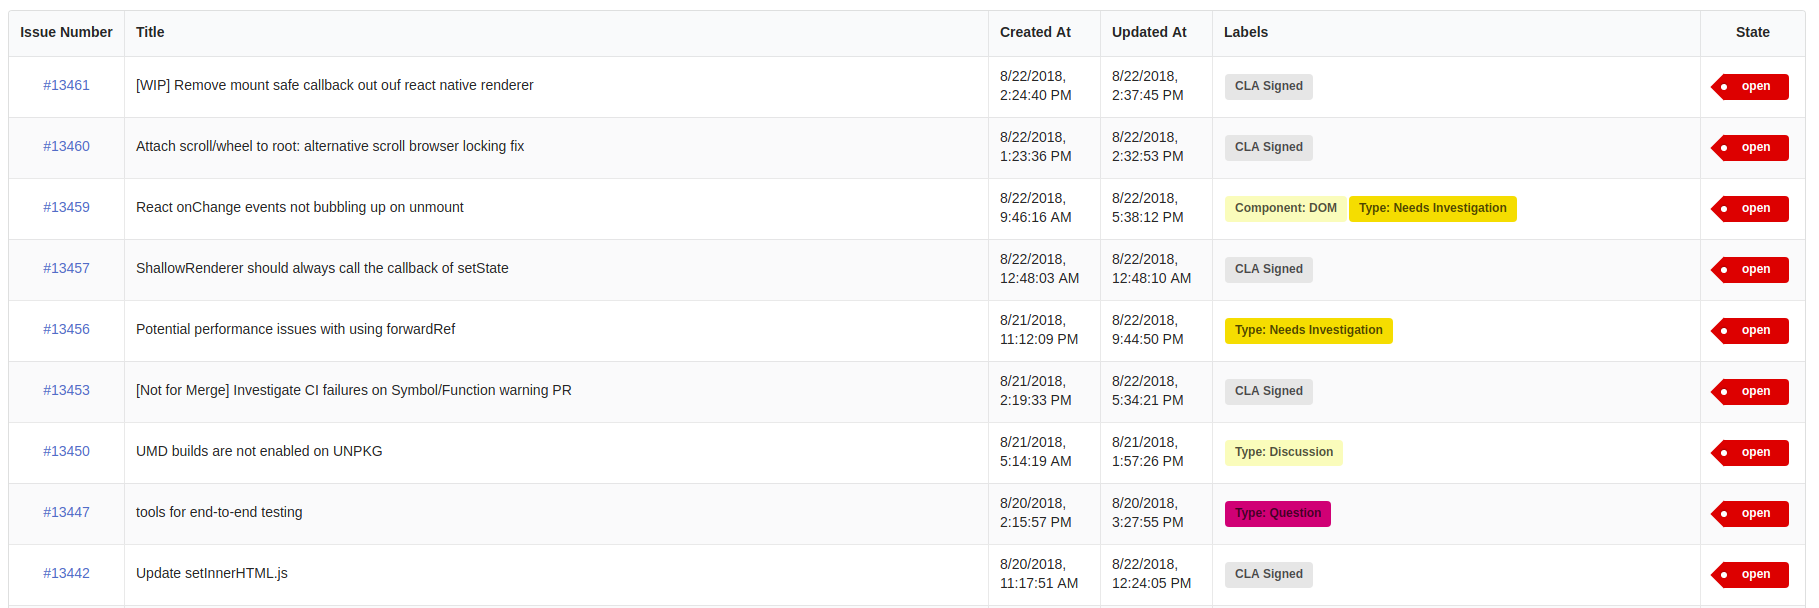 Issue Number Title Created At Updated At Labels State
#13461 [WIP] Remove mount safe callback out ouf react native renderer 8/22/2018, 2:24:40 PM 8/22/2018, 2:37:45 PM CLA Signed open
#13460 Attach scroll/wheel to root: alternative scroll browser locking fix 8/22/2018, 1:23:36 PM 8/22/2018, 2:32:53 PM CLA Signed open
#13459 React onChange events not bubbling up on unmount 8/22/2018, 9:46:16 AM 8/22/2018, 5:38:12 PM Component: DOM Type: Needs Investigation open
#13457 ShallowRenderer should always call the callback of setState 8/22/2018, 12:48:03 AM 8/22/2018, 12:48:10 AM CLA Signed open
#13456 Potential performance issues with using forwardRef 8/21/2018, 11:12:09 PM 8/22/2018, 9:44:50 PM Type: Needs Investigation open
#13453 [Not for Merge] Investigate CI failures on Symbol/Function warning PR 8/21/2018, 2:19:33 PM 8/22/2018, 5:34:21 PM CLA Signed open
#13450 UMD builds are not enabled on UNPKG 8/21/2018, 5:14:19 AM 8/21/2018, 1:57:26 PM Type: Discussion open
#13447 tools for end-to-end testing 8/20/2018, 2:15:57 PM 8/20/2018, 3:27:55 PM Type: Question open
#13442 Update setInnerHTML.js 8/20/2018, 11:17:51 AM 8/22/2018, 12:24:05 PM CLA Signed open